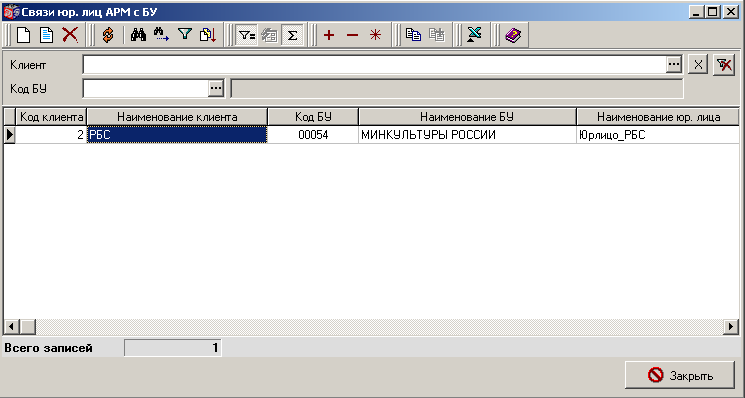 Связи юр. лиц АРМ с БУ
Клиент
Код БУ
Код клиента Наименование клиента Код БУ Наименование БУ Наименование юр. лица
2 РБС 00054 МИНКУЛЬТУРЫ РОССИИ Юрлицо_РБС
Всего записей 1
Закрыть